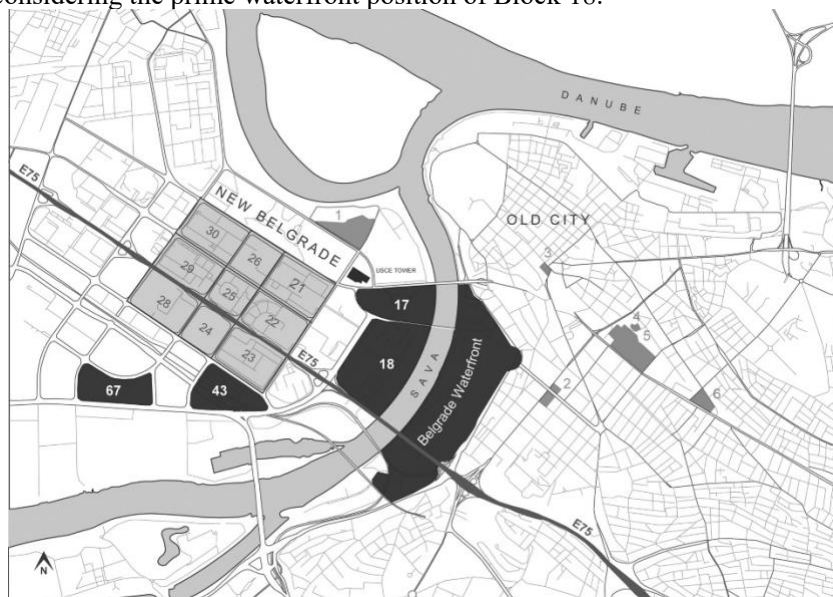 considering the prime waterfront position of Block 18.
DANUBE
E75
NEW BELGRADE
1
OLD CITY
30
26
USCE TOWER
3
29
21
25
17
28
22
4
5
24
E75
23
18
SAVA
Belgrade Waterfront
67
43
2
6
E75
N